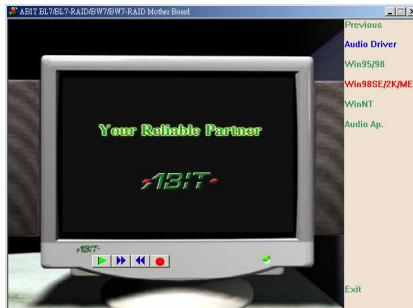 ABIT BL7/BL7-RAID/BW7/BW7-RAID Mother Board
Previous
Audio Driver
Win95/98
Win98SE/2K/ME
WinNT
Audio Ap.
Your Reliable Partner
ABIT
ABIT
Exit